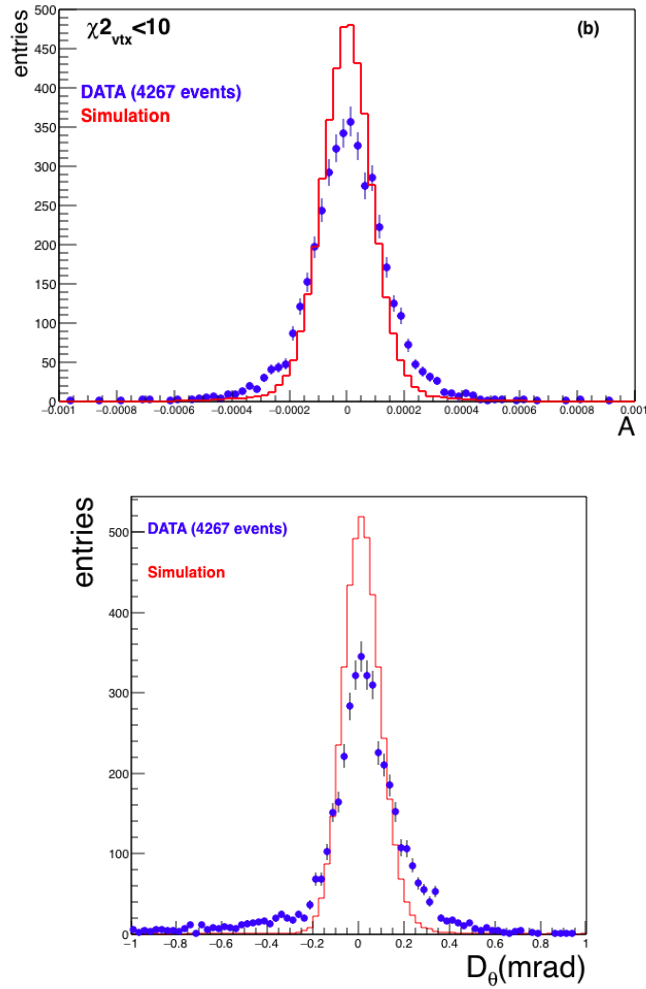 χ2vtx<10
(b)
entries
DATA (4267 events)
Simulation
500
450
400
350
300
250
200
150
100
50
0
−0.001 −0.0008 −0.0006 −0.0004 −0.0002 0 0.0002 0.0004 0.0006 0.0008 0.001
A
entries
DATA (4267 events)
Simulation
500
400
300
200
100
0
−1 −0.8 −0.6 −0.4 −0.2 0 0.2 0.4 0.6 0.8 1
Dθ(mrad)